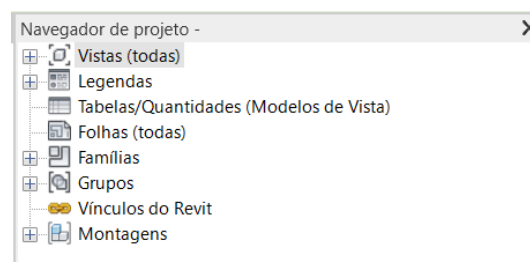 Navegador de projeto -
Vistas (todas)
Legendas
Tabelas/Quantidades (Modelos de Vista)
Folhas (todas)
Famílias
Grupos
Vínculos do Revit
Montagens